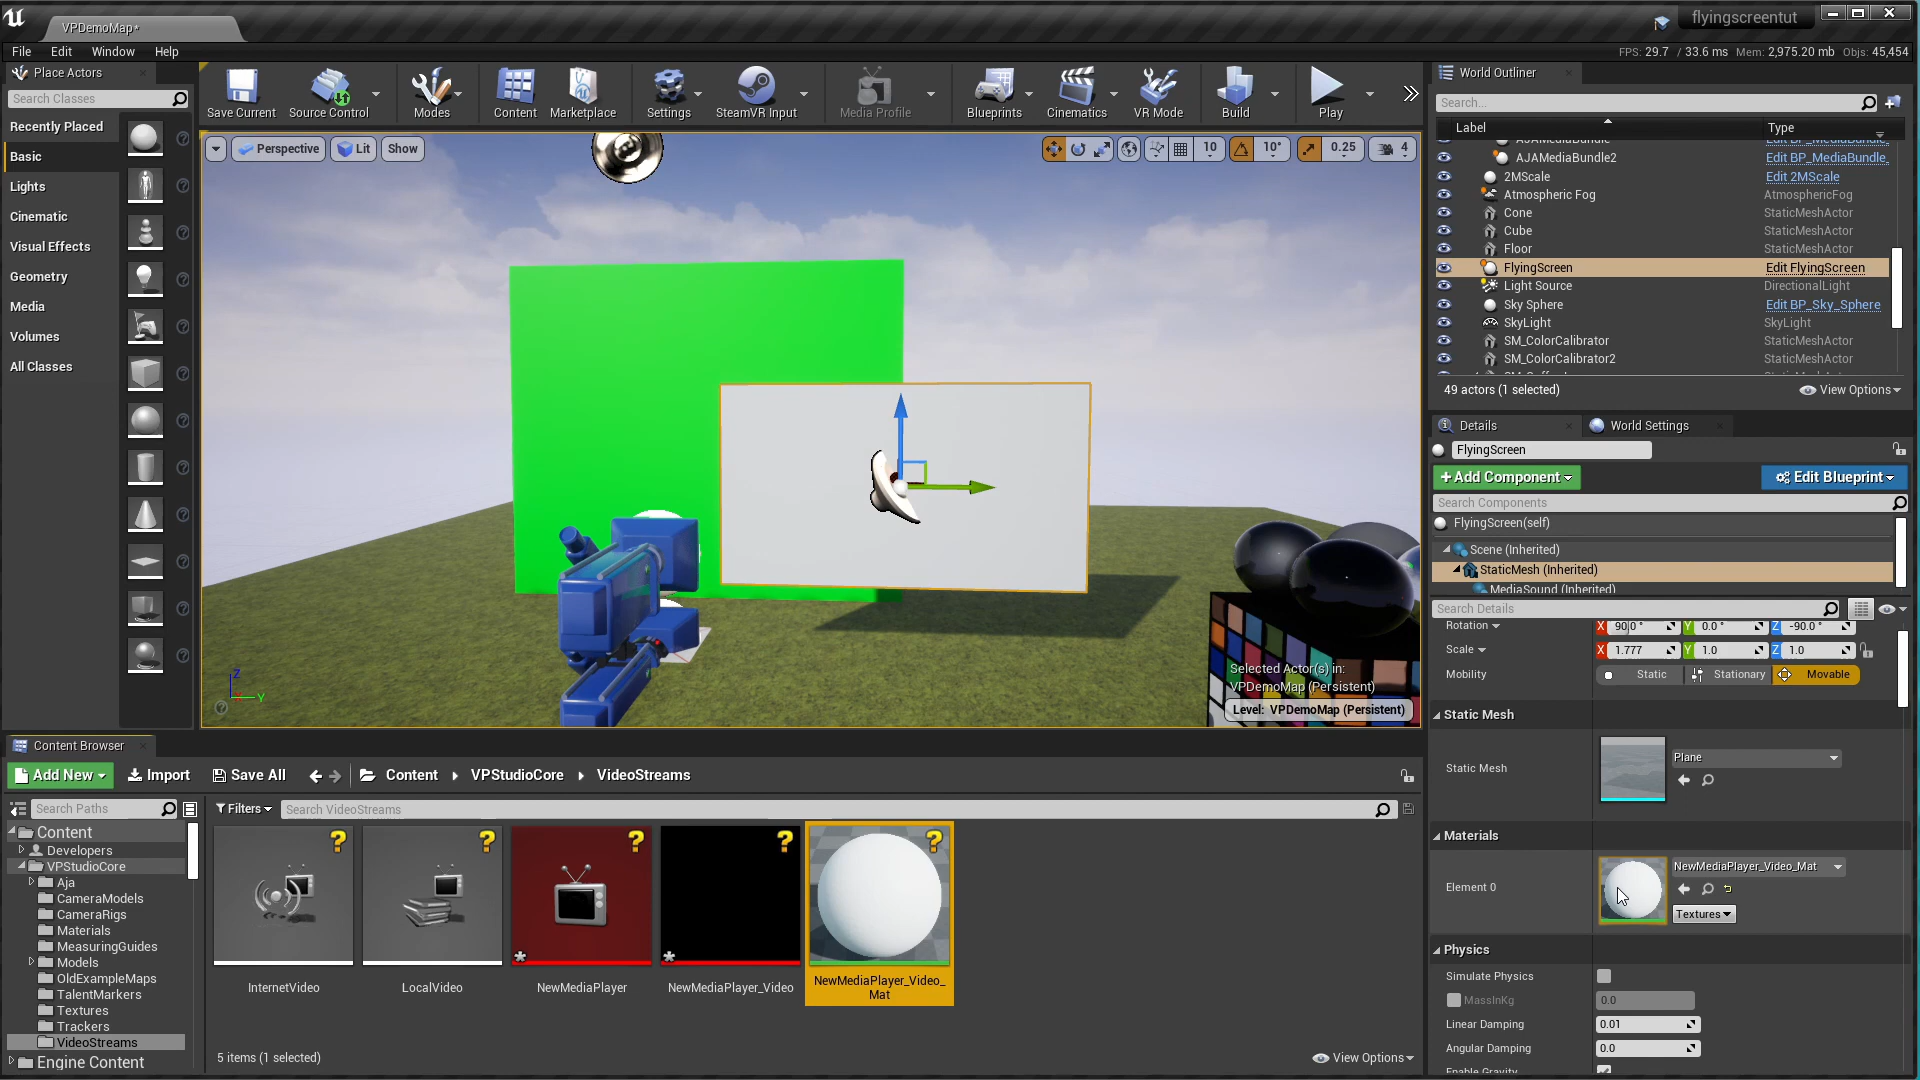 VPDemoMap*
flyingscreentut
File Edit Window Help
FPS: 29.7 / 33.6 ms Mem: 2,975.20 mb Objs: 45,454
Place Actors
Search Classes
Recently Placed
Basic
Lights
Cinematic
Visual Effects
Geometry
Media
Volumes
All Classes
Save Current
Source Control
Modes
Content
Marketplace
Settings
SteamVR Input
Media Profile
Blueprints
Cinematics
VR Mode
Build
Play
Perspective
Lit
Show
10
10°
0.25
4
Z
Y
Selected Actor(s) in:
VPDemoMap (Persistent)
Level: VPDemoMap (Persistent)
World Outliner
Search...
Label Type
AJAMediaBundle Edit BP_MediaBundle_
AJAMediaBundle2 Edit BP_MediaBundle_
2MScale Edit 2MScale
Atmospheric Fog AtmosphericFog
Cone StaticMeshActor
Cube StaticMeshActor
Floor StaticMeshActor
FlyingScreen Edit FlyingScreen
Light Source DirectionalLight
Sky Sphere Edit BP_Sky_Sphere
SkyLight SkyLight
SM_ColorCalibrator StaticMeshActor
SM_ColorCalibrator2 StaticMeshActor
49 actors (1 selected)
View Options
Details
World Settings
FlyingScreen
+Add Component
Edit Blueprint
Search Components
FlyingScreen(self)
Scene (Inherited)
StaticMesh (Inherited)
MediaSound (Inherited)
Search Details
Rotation X 90.0 ° Y 0.0 ° Z -90.0 °
Scale X 1.777 Y 1.0 Z 1.0
Mobility Static Stationary Movable
Static Mesh
Static Mesh
Plane
Materials
Element 0
NewMediaPlayer_Video_Mat
Textures
Physics
Simulate Physics
MassInKg 0.0
Linear Damping 0.01
Angular Damping 0.0
Enable Gravity
Content Browser
Add New
Import
Save All
Content
VPStudioCore
VideoStreams
Search Paths
Filters
Search VideoStreams
Content
Developers
VPStudioCore
Aja
CameraModels
CameraRigs
Materials
MeasuringGuides
Models
OldExampleMaps
TalentMarkers
Textures
Trackers
VideoStreams
Engine Content
InternetVideo
LocalVideo
NewMediaPlayer
NewMediaPlayer_Video
NewMediaPlayer_Video_
Mat
5 items (1 selected)
View Options